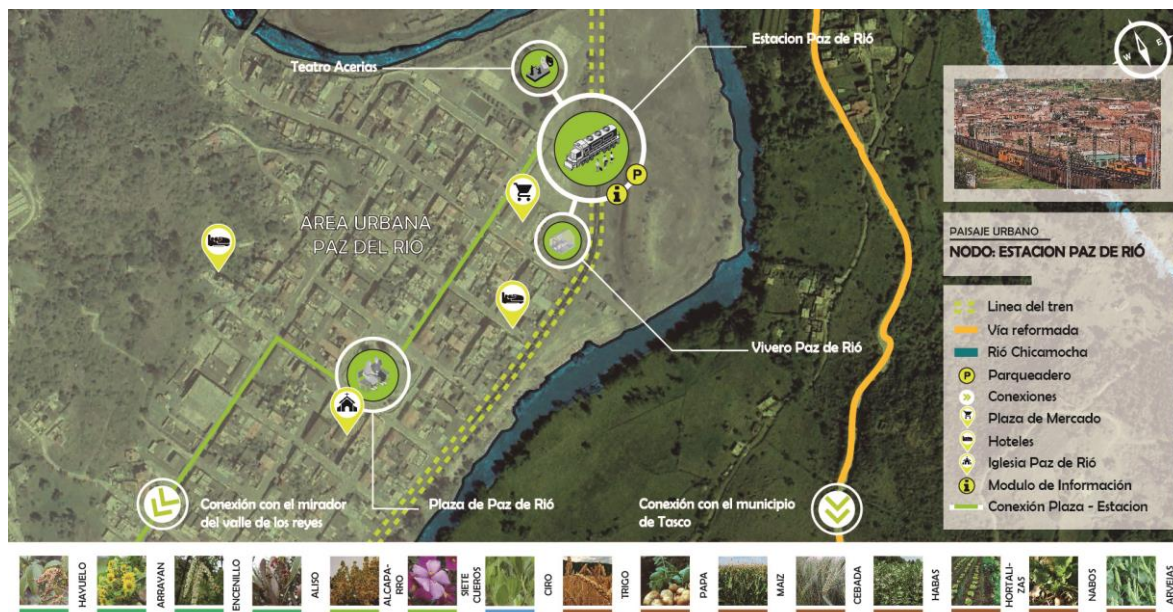 Estacion Paz de Rió
Teatro Acerias
W
E
P
i
AREA URBANA
PAZ DEL RIO
PAISAJE URBANO
NODO: ESTACION PAZ DE RIÓ
Linea del tren
Vía reformada
Rió Chicamocha
P
Parqueadero
Conexiones
Plaza de Mercado
Hoteles
Iglesia Paz de Rió
i
Modulo de Información
Conexión Plaza - Estacion
Vivero Paz de Rió
Conexión con el mirador
del valle de los reyes
Plaza de Paz de Rió
Conexión con el municipio
de Tasco
HAYUELO
ARRAYAN
ENCENILLO
ALISO
ALCAPA-
RRO
SIETE
CUEROS
CIRO
TRIGO
PAPA
MAIZ
CEBADA
HABAS
HORTALI-
ZAS
NABOS
ARVEJAS